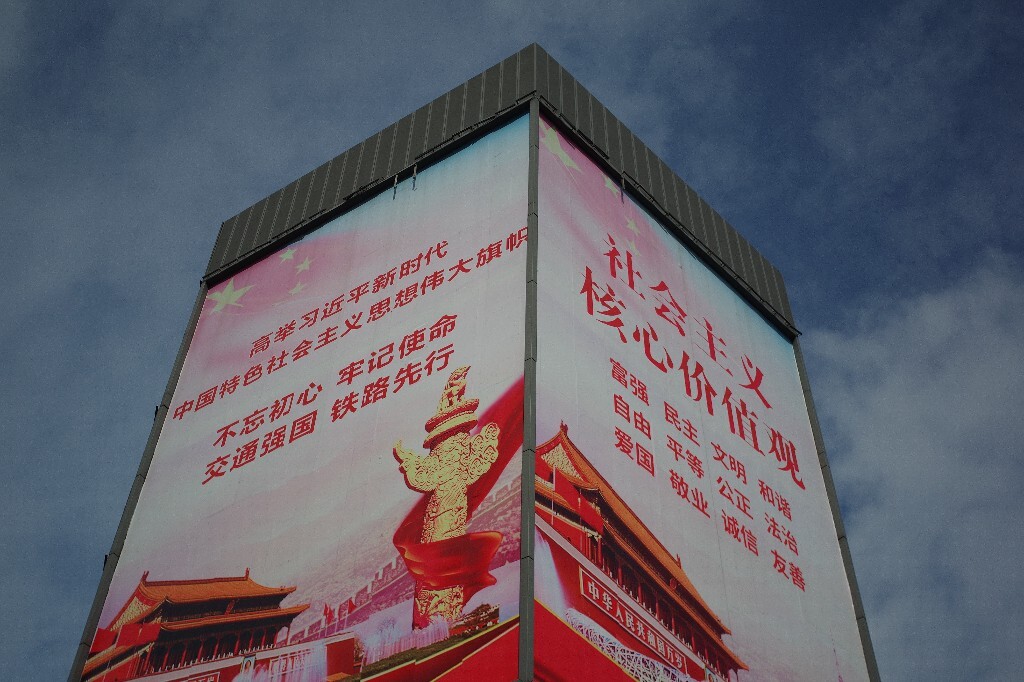 高举习近平新时代
中国特色社会主义思想伟大旗帜
不忘初心 牢记使命
交通强国 铁路先行
社会主义
核心价值观
富强 民主 文明 和谐
自由 平等 公正 法治
爱国 敬业 诚信 友善
中华人民共和国万岁